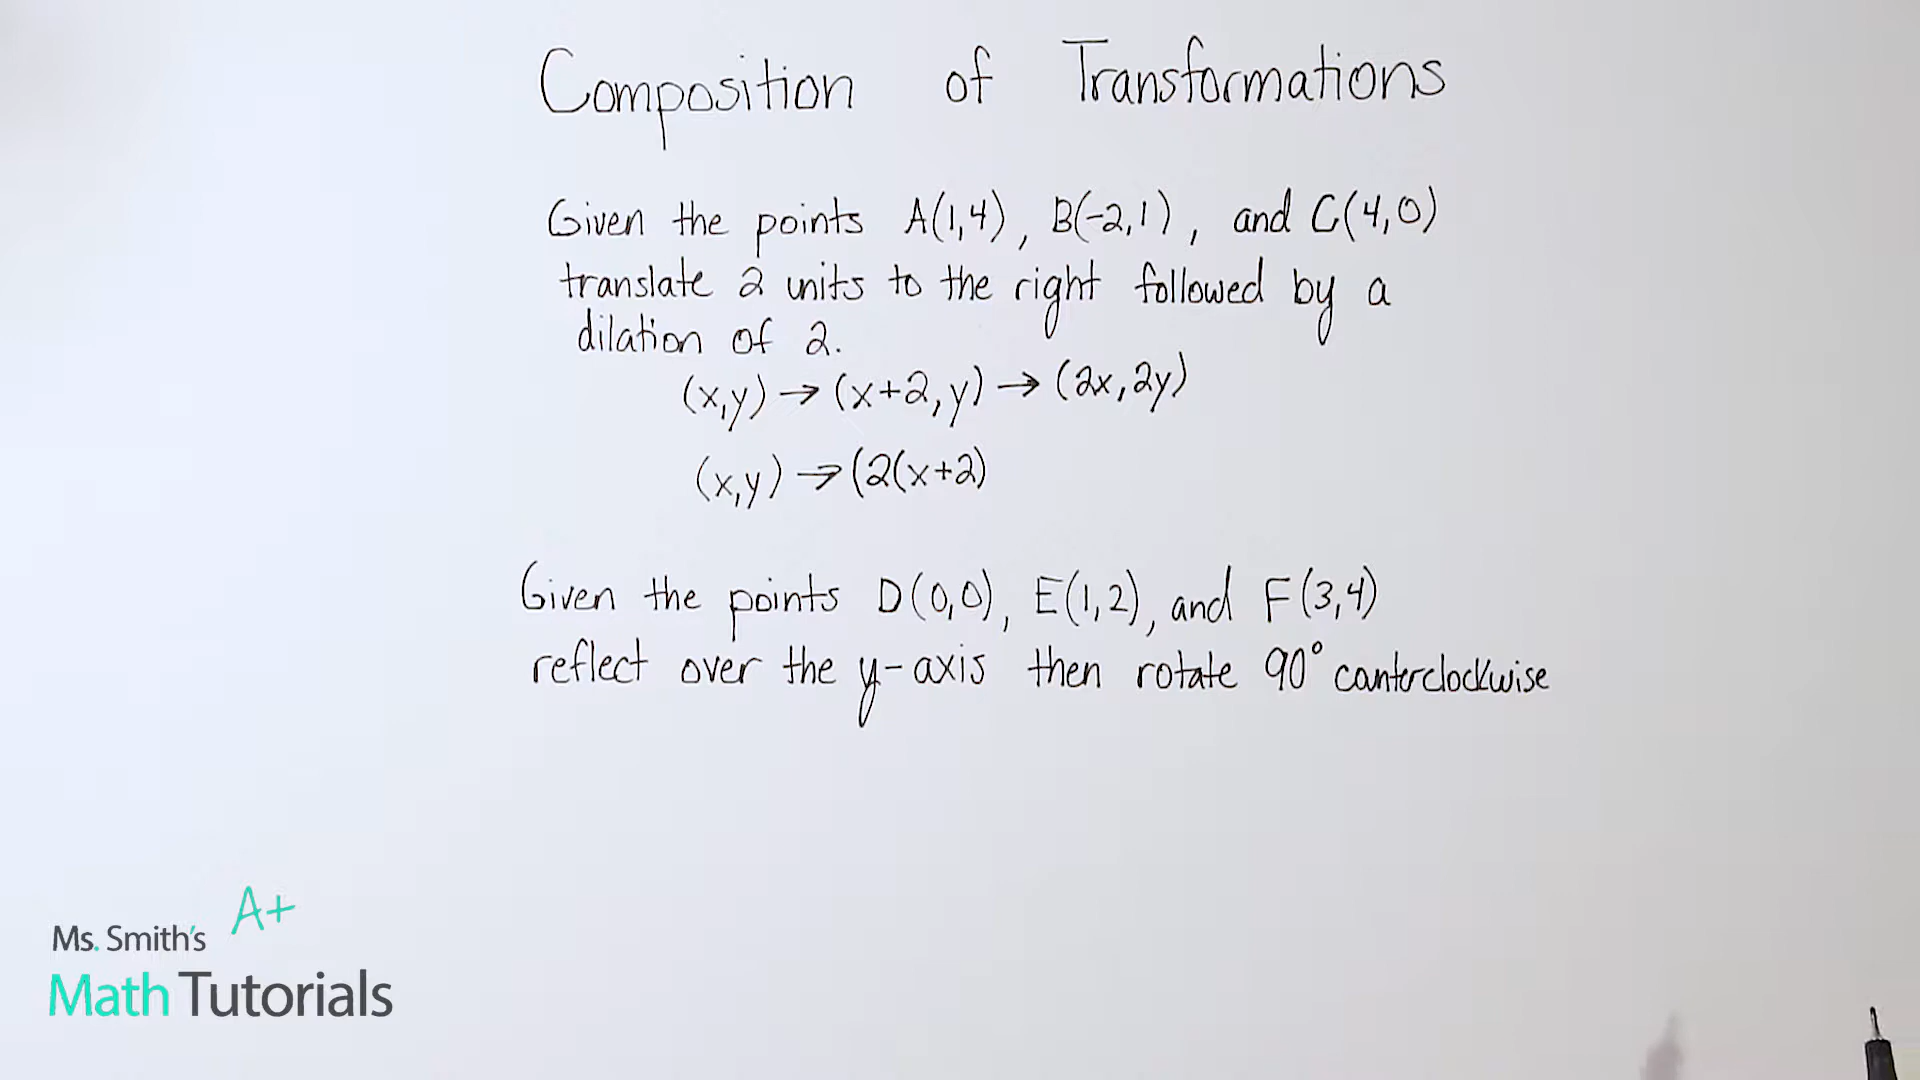 Composition of Transformations
Given the points A(1,4), B(-2,1), and C(4,0)
translate 2 units to the right followed by a
dilation of 2.
(x,y) → (x+2,y) → (2x,2y)
(x,y) → (2(x+2)
Given the points D(0,0), E(1,2), and F(3,4)
reflect over the y-axis then rotate 90° counterclockwise
A+
Ms. Smith's
Math Tutorials